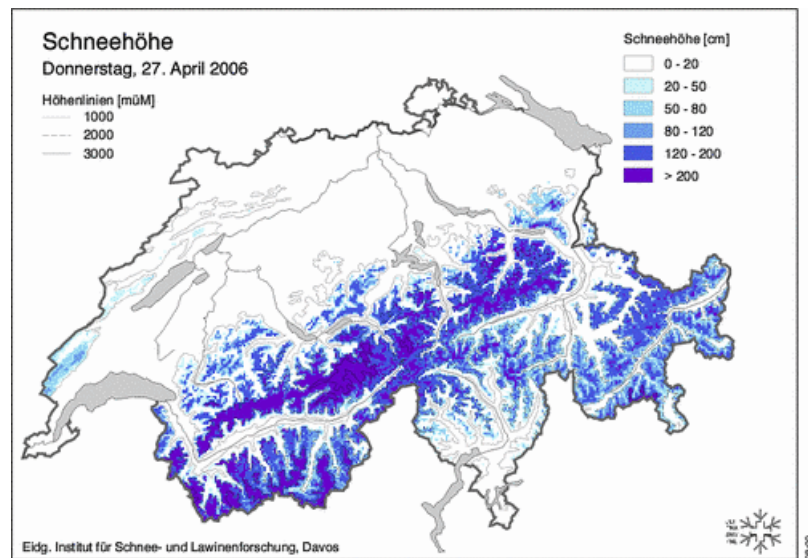 Schneehöhe
Donnerstag, 27. April 2006
Höhenlinien [müM]
1000
2000
3000
Schneehöhe [cm]
0 - 20
20 - 50
50 - 80
80 - 120
120 - 200
> 200
Eidg. Institut für Schnee- und Lawinenforschung, Davos